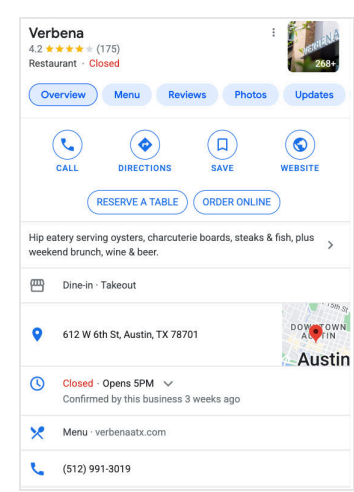 Verbena
4.2 ★★★★★ (175)
Restaurant · Closed
VERBENA
268+
Overview
Menu
Reviews
Photos
Updates
CALL
DIRECTIONS
SAVE
WEBSITE
RESERVE A TABLE
ORDER ONLINE
Hip eatery serving oysters, charcuterie boards, steaks & fish, plus
weekend brunch, wine & beer.
Dine-in · Takeout
612 W 6th St, Austin, TX 78701
15th St
DOWNTOWN
AUSTIN
Austin
Closed · Opens 5PM
Confirmed by this business 3 weeks ago
Menu · verbenaatx.com
(512) 991-3019